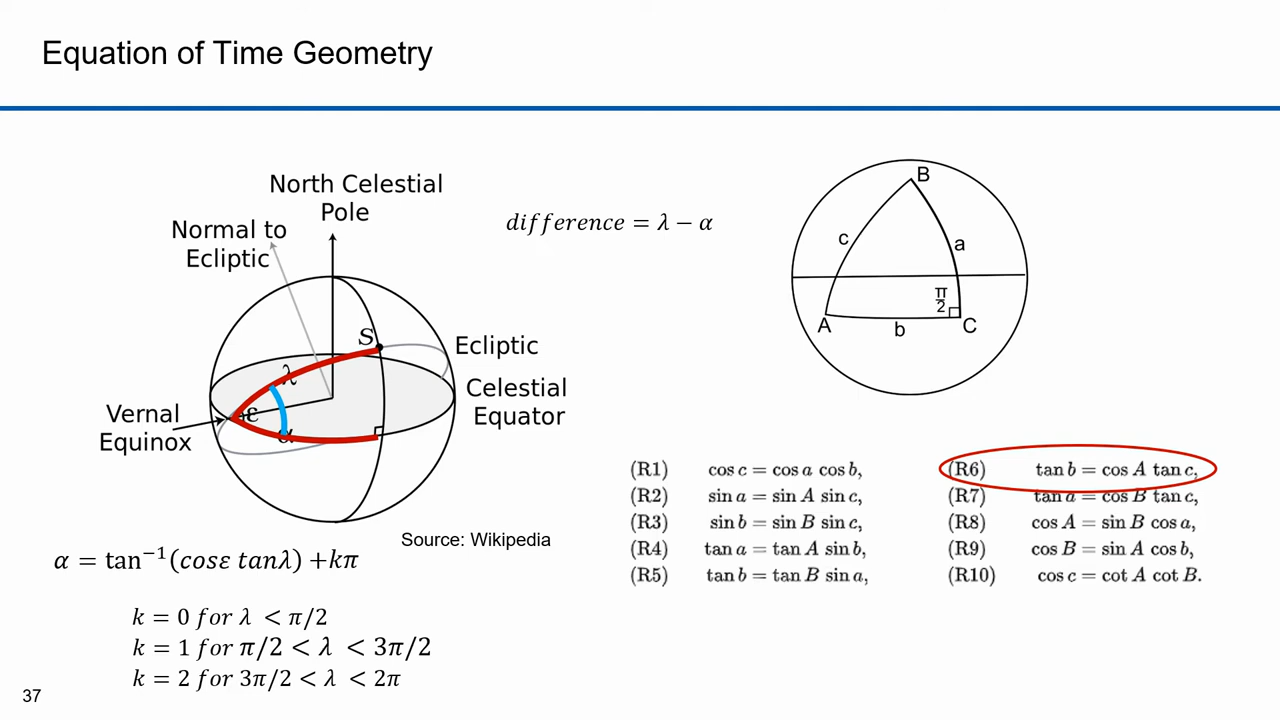 Equation of Time Geometry
North Celestial
Pole
Normal to
Ecliptic
difference = λ − α
S
λ
ε
α
Ecliptic
Celestial
Equator
Vernal
Equinox
B
c
a
π/2
A
b
C
(R1) cos c = cos a cos b,
(R2) sin a = sin A sin c,
(R3) sin b = sin B sin c,
(R4) tan a = tan A sin b,
(R5) tan b = tan B sin a,
(R6) tan b = cos A tan c,
(R7) tan a = cos B tan c,
(R8) cos A = sin B cos a,
(R9) cos B = sin A cos b,
(R10) cos c = cot A cot B.
Source: Wikipedia
α = tan⁻¹(cosε tanλ) +kπ
k = 0 for λ < π/2
k = 1 for π/2 < λ < 3π/2
k = 2 for 3π/2 < λ < 2π
37